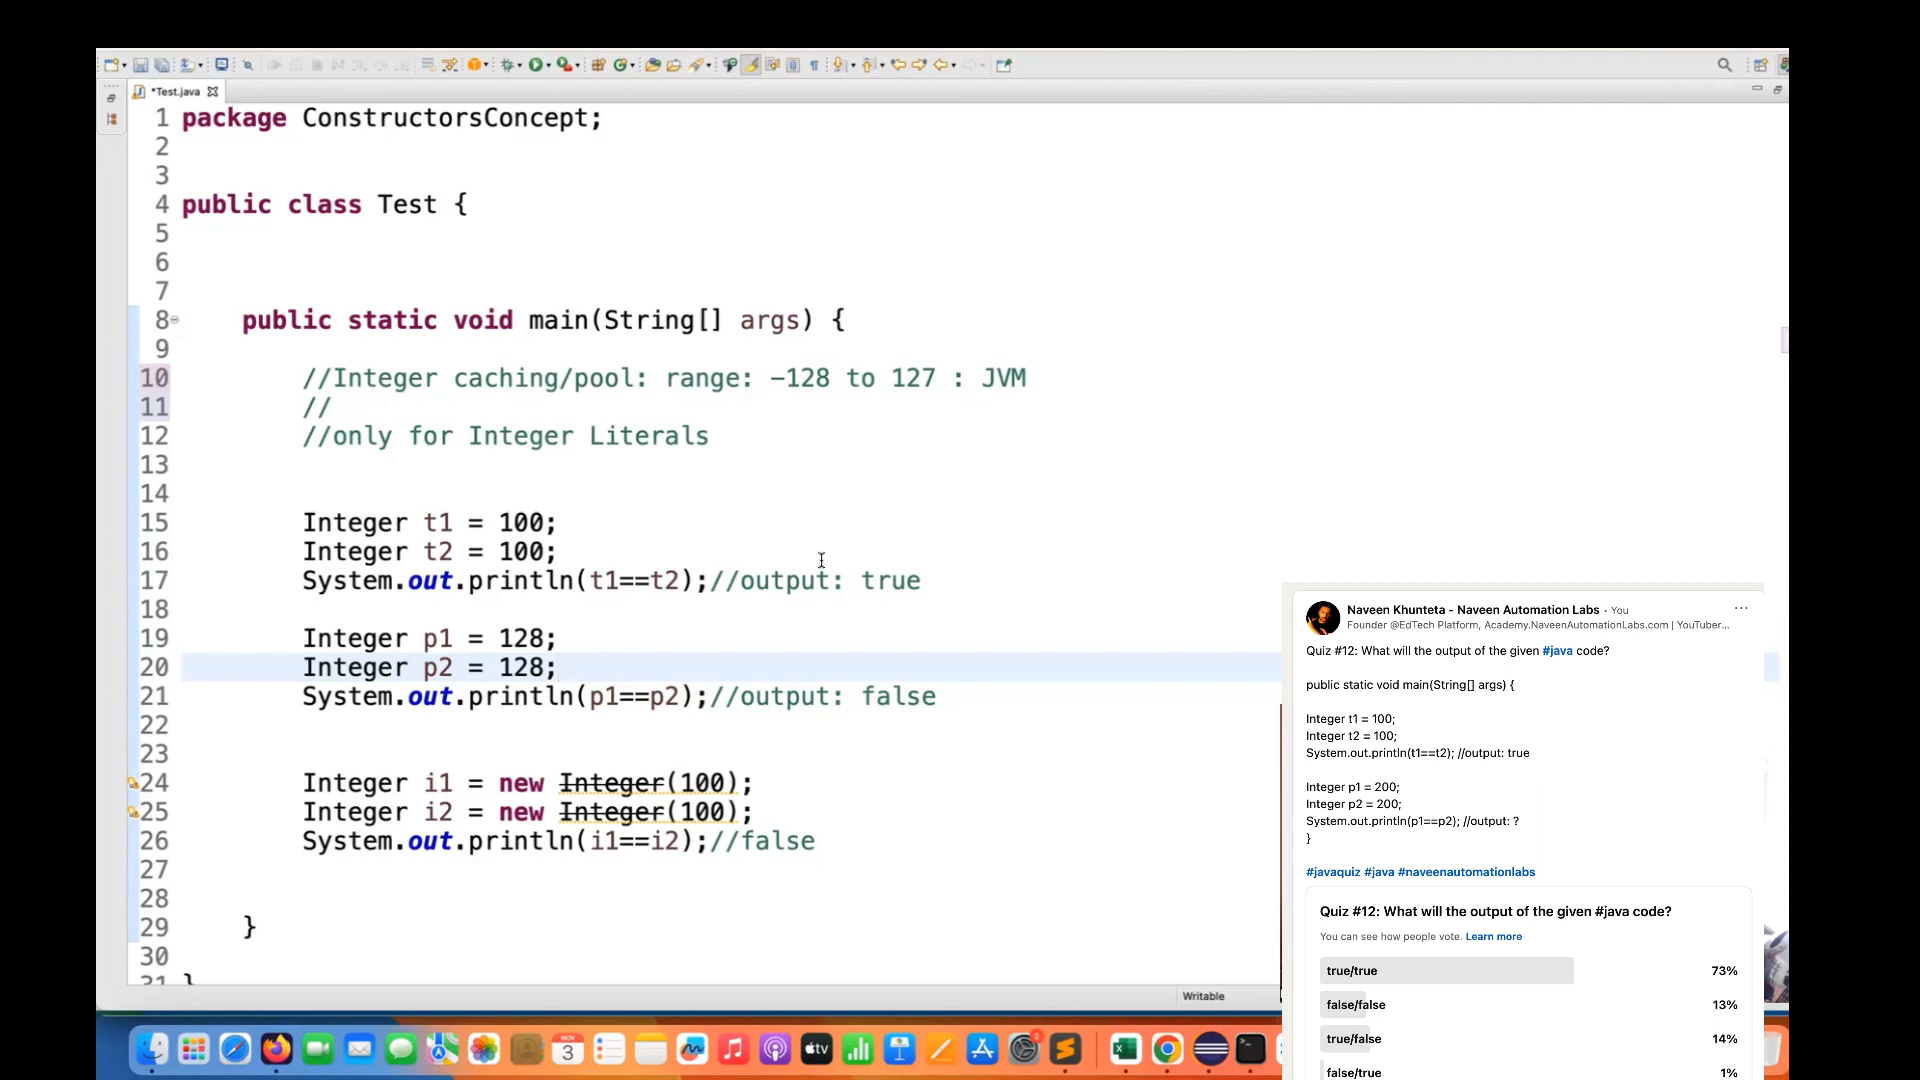 *Test.java
1 package ConstructorsConcept;
2
3
4 public class Test {
5
6
7
8 public static void main(String[] args) {
9
10 //Integer caching/pool: range: -128 to 127 : JVM
11 //
12 //only for Integer Literals
13
14
15 Integer t1 = 100;
16 Integer t2 = 100;
17 System.out.println(t1==t2);//output: true
18
19 Integer p1 = 128;
20 Integer p2 = 128;
21 System.out.println(p1==p2);//output: false
22
23
24 Integer i1 = new Integer(100);
25 Integer i2 = new Integer(100);
26 System.out.println(i1==i2);//false
27
28
29 }
30
31 }
Writable
Naveen Khunteta - Naveen Automation Labs · You
Founder @EdTech Platform, Academy.NaveenAutomationLabs.com | YouTuber...
Quiz #12: What will the output of the given #java code?
public static void main(String[] args) {
Integer t1 = 100;
Integer t2 = 100;
System.out.println(t1==t2); //output: true
Integer p1 = 200;
Integer p2 = 200;
System.out.println(p1==p2); //output: ?
}
#javaquiz #java #naveenautomationlabs
Quiz #12: What will the output of the given #java code?
You can see how people vote. Learn more
true/true 73%
false/false 13%
true/false 14%
false/true 1%
NOV
3
tv